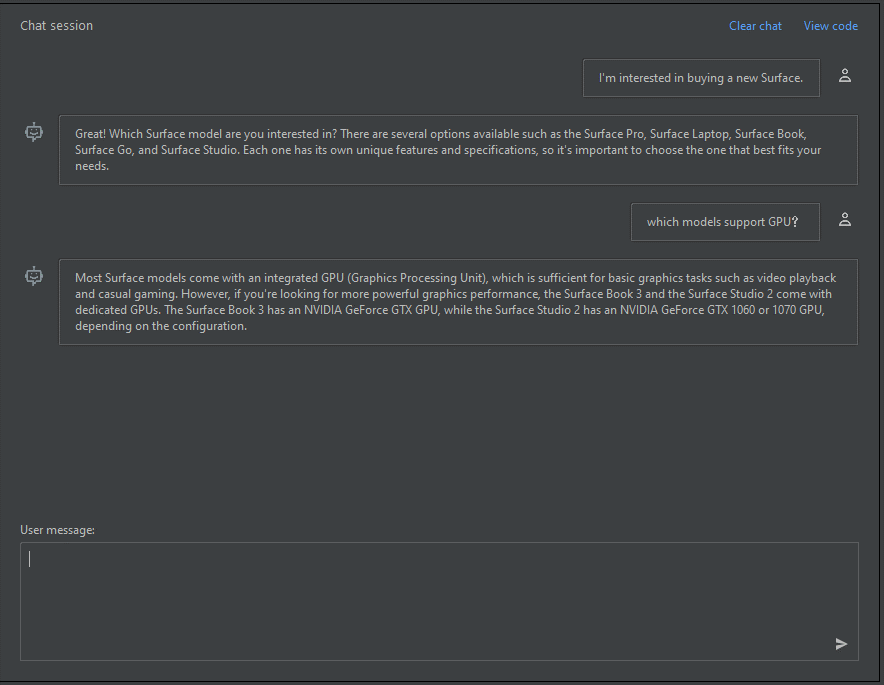 Chat session
Clear chat
View code
I'm interested in buying a new Surface.
Great! Which Surface model are you interested in? There are several options available such as the Surface Pro, Surface Laptop, Surface Book,
Surface Go, and Surface Studio. Each one has its own unique features and specifications, so it's important to choose the one that best fits your
needs.
which models support GPU?
Most Surface models come with an integrated GPU (Graphics Processing Unit), which is sufficient for basic graphics tasks such as video playback
and casual gaming. However, if you're looking for more powerful graphics performance, the Surface Book 3 and the Surface Studio 2 come with
dedicated GPUs. The Surface Book 3 has an NVIDIA GeForce GTX GPU, while the Surface Studio 2 has an NVIDIA GeForce GTX 1060 or 1070 GPU,
depending on the configuration.
User message: